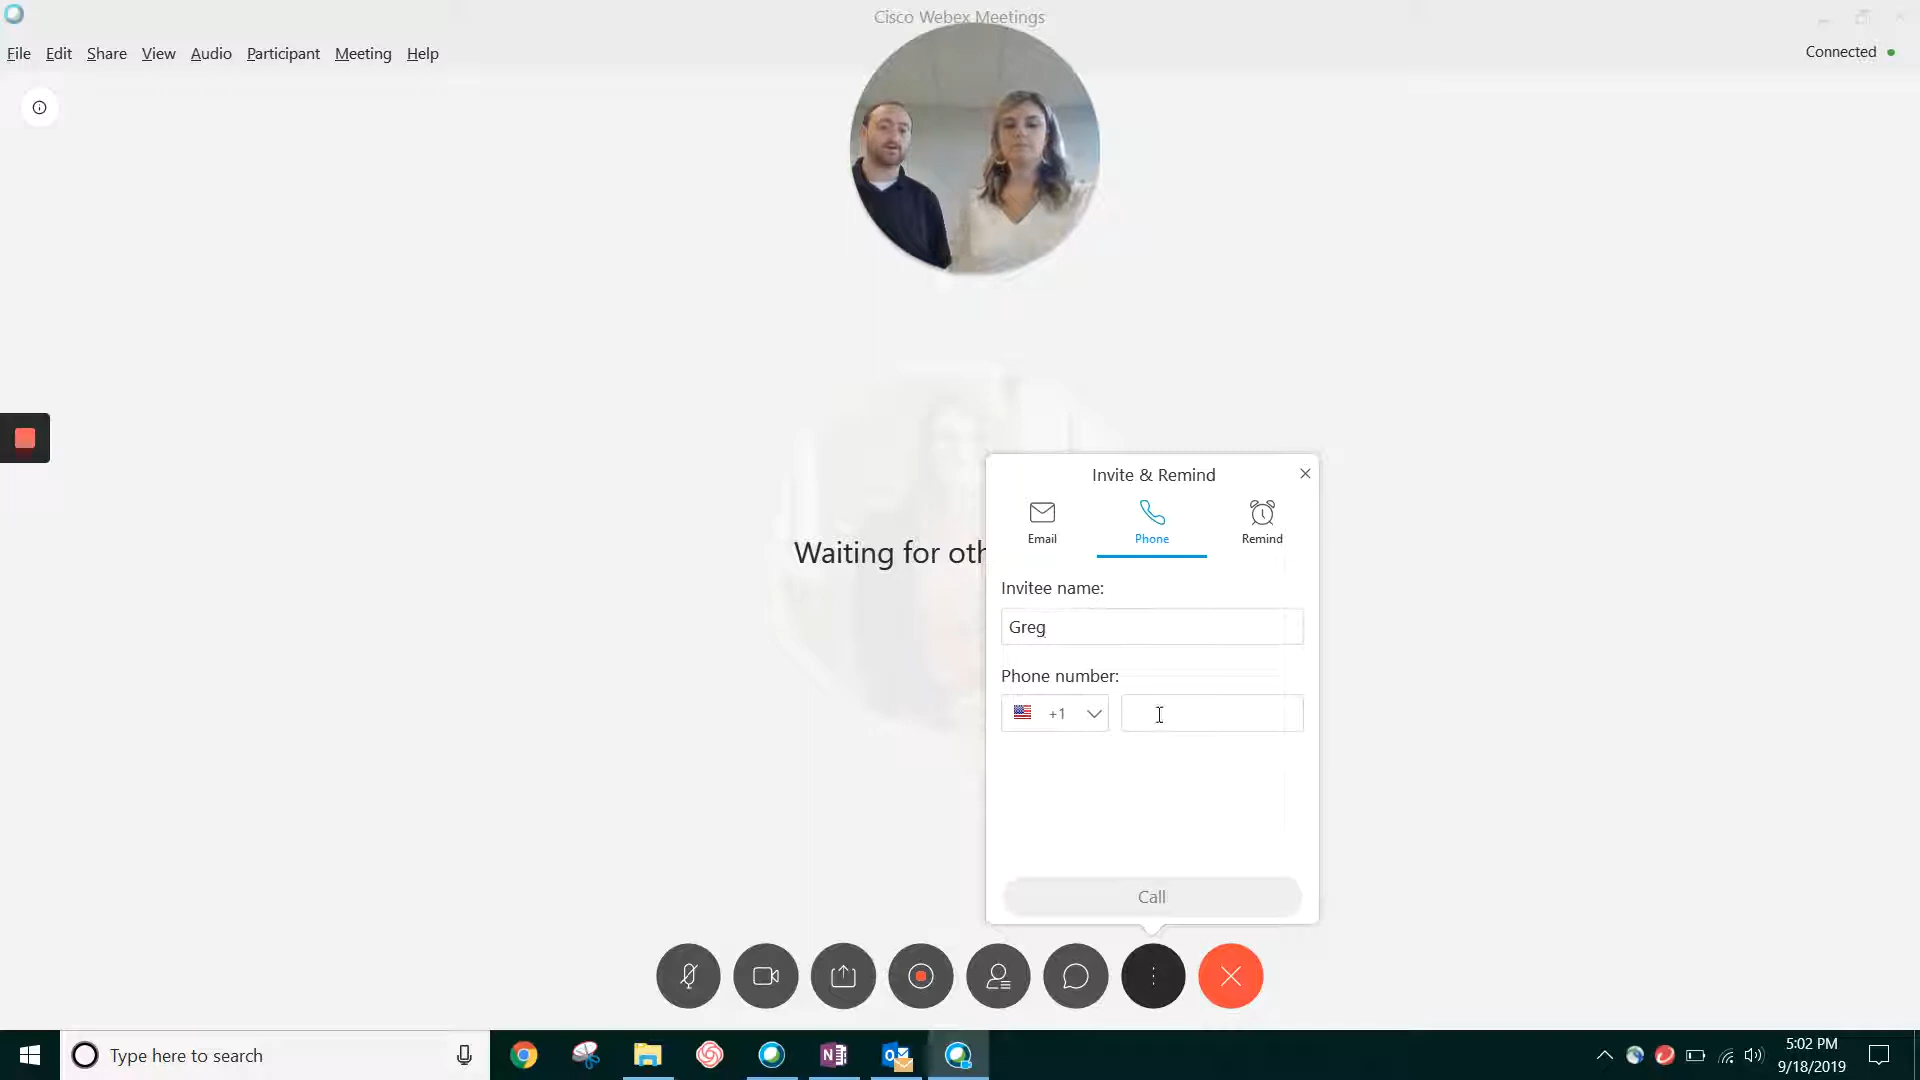 Cisco Webex Meetings
File Edit Share View Audio Participant Meeting Help
Connected
Invite & Remind
Email Phone Remind
Waiting for oth
Invitee name:
Greg
Phone number:
+1
Call
Type here to search
5:02 PM
9/18/2019